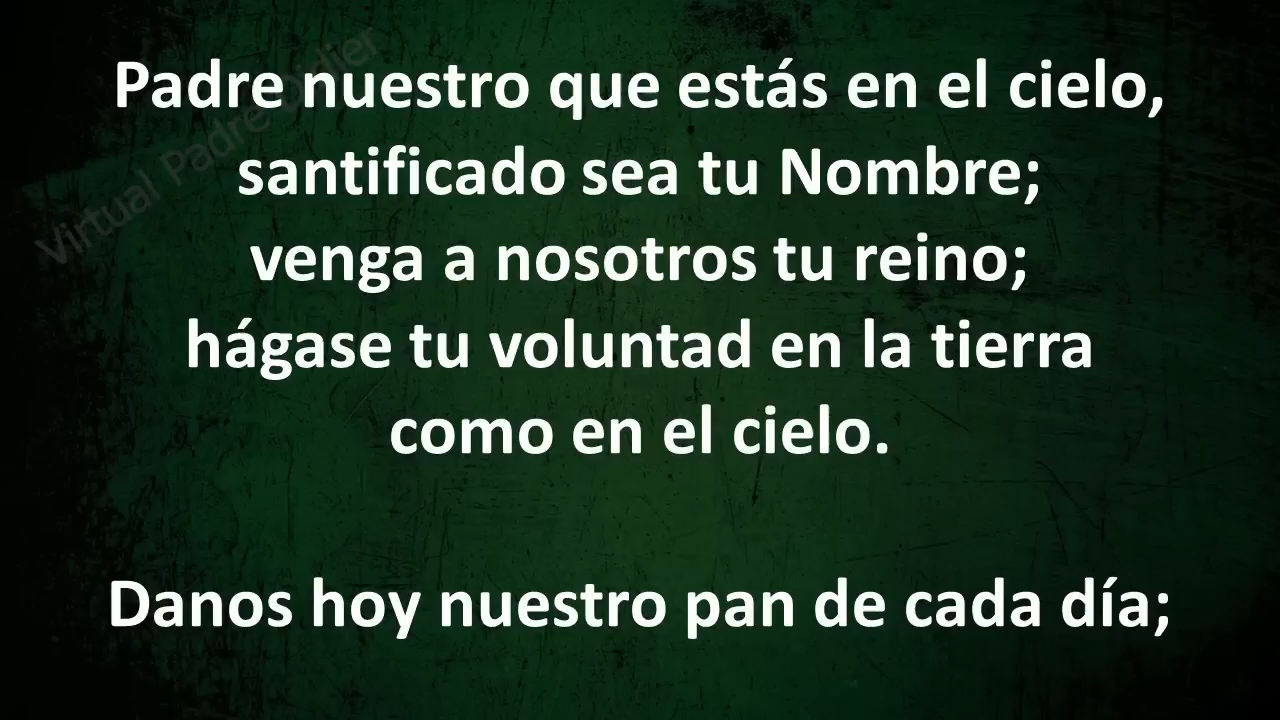 Padre nuestro que estás en el cielo,
santificado sea tu Nombre;
venga a nosotros tu reino;
hágase tu voluntad en la tierra
como en el cielo.
Danos hoy nuestro pan de cada día;
Virtual Padre